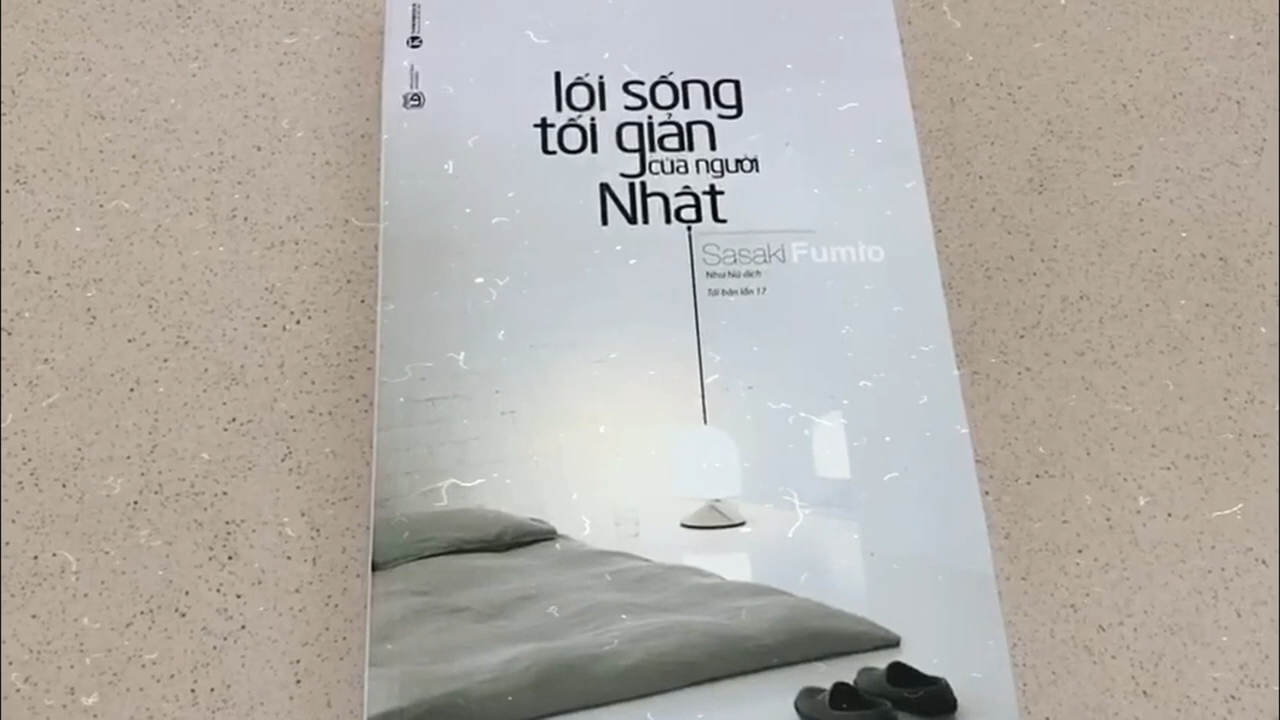 lối sống
tối giản
của người
Nhật
Sasaki Fumio
Như Nữ dịch
Tái bản lần 17